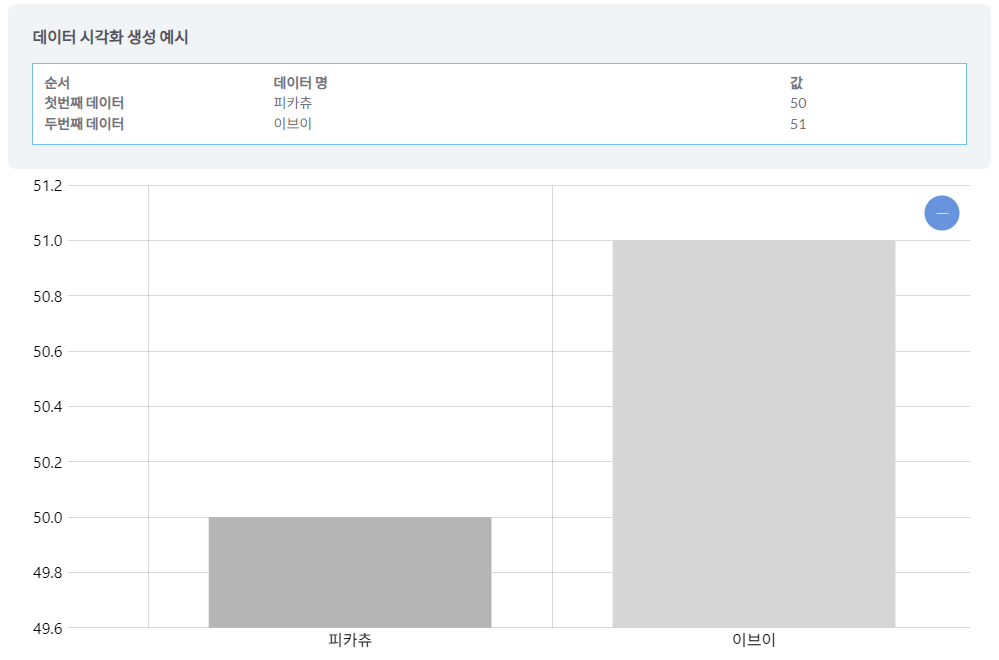 데이터 시각화 생성 예시
순서 데이터 명 값
첫번째 데이터 피카츄 50
두번째 데이터 이브이 51
51.2
51.0
50.8
50.6
50.4
50.2
50.0
49.8
49.6
피카츄 이브이